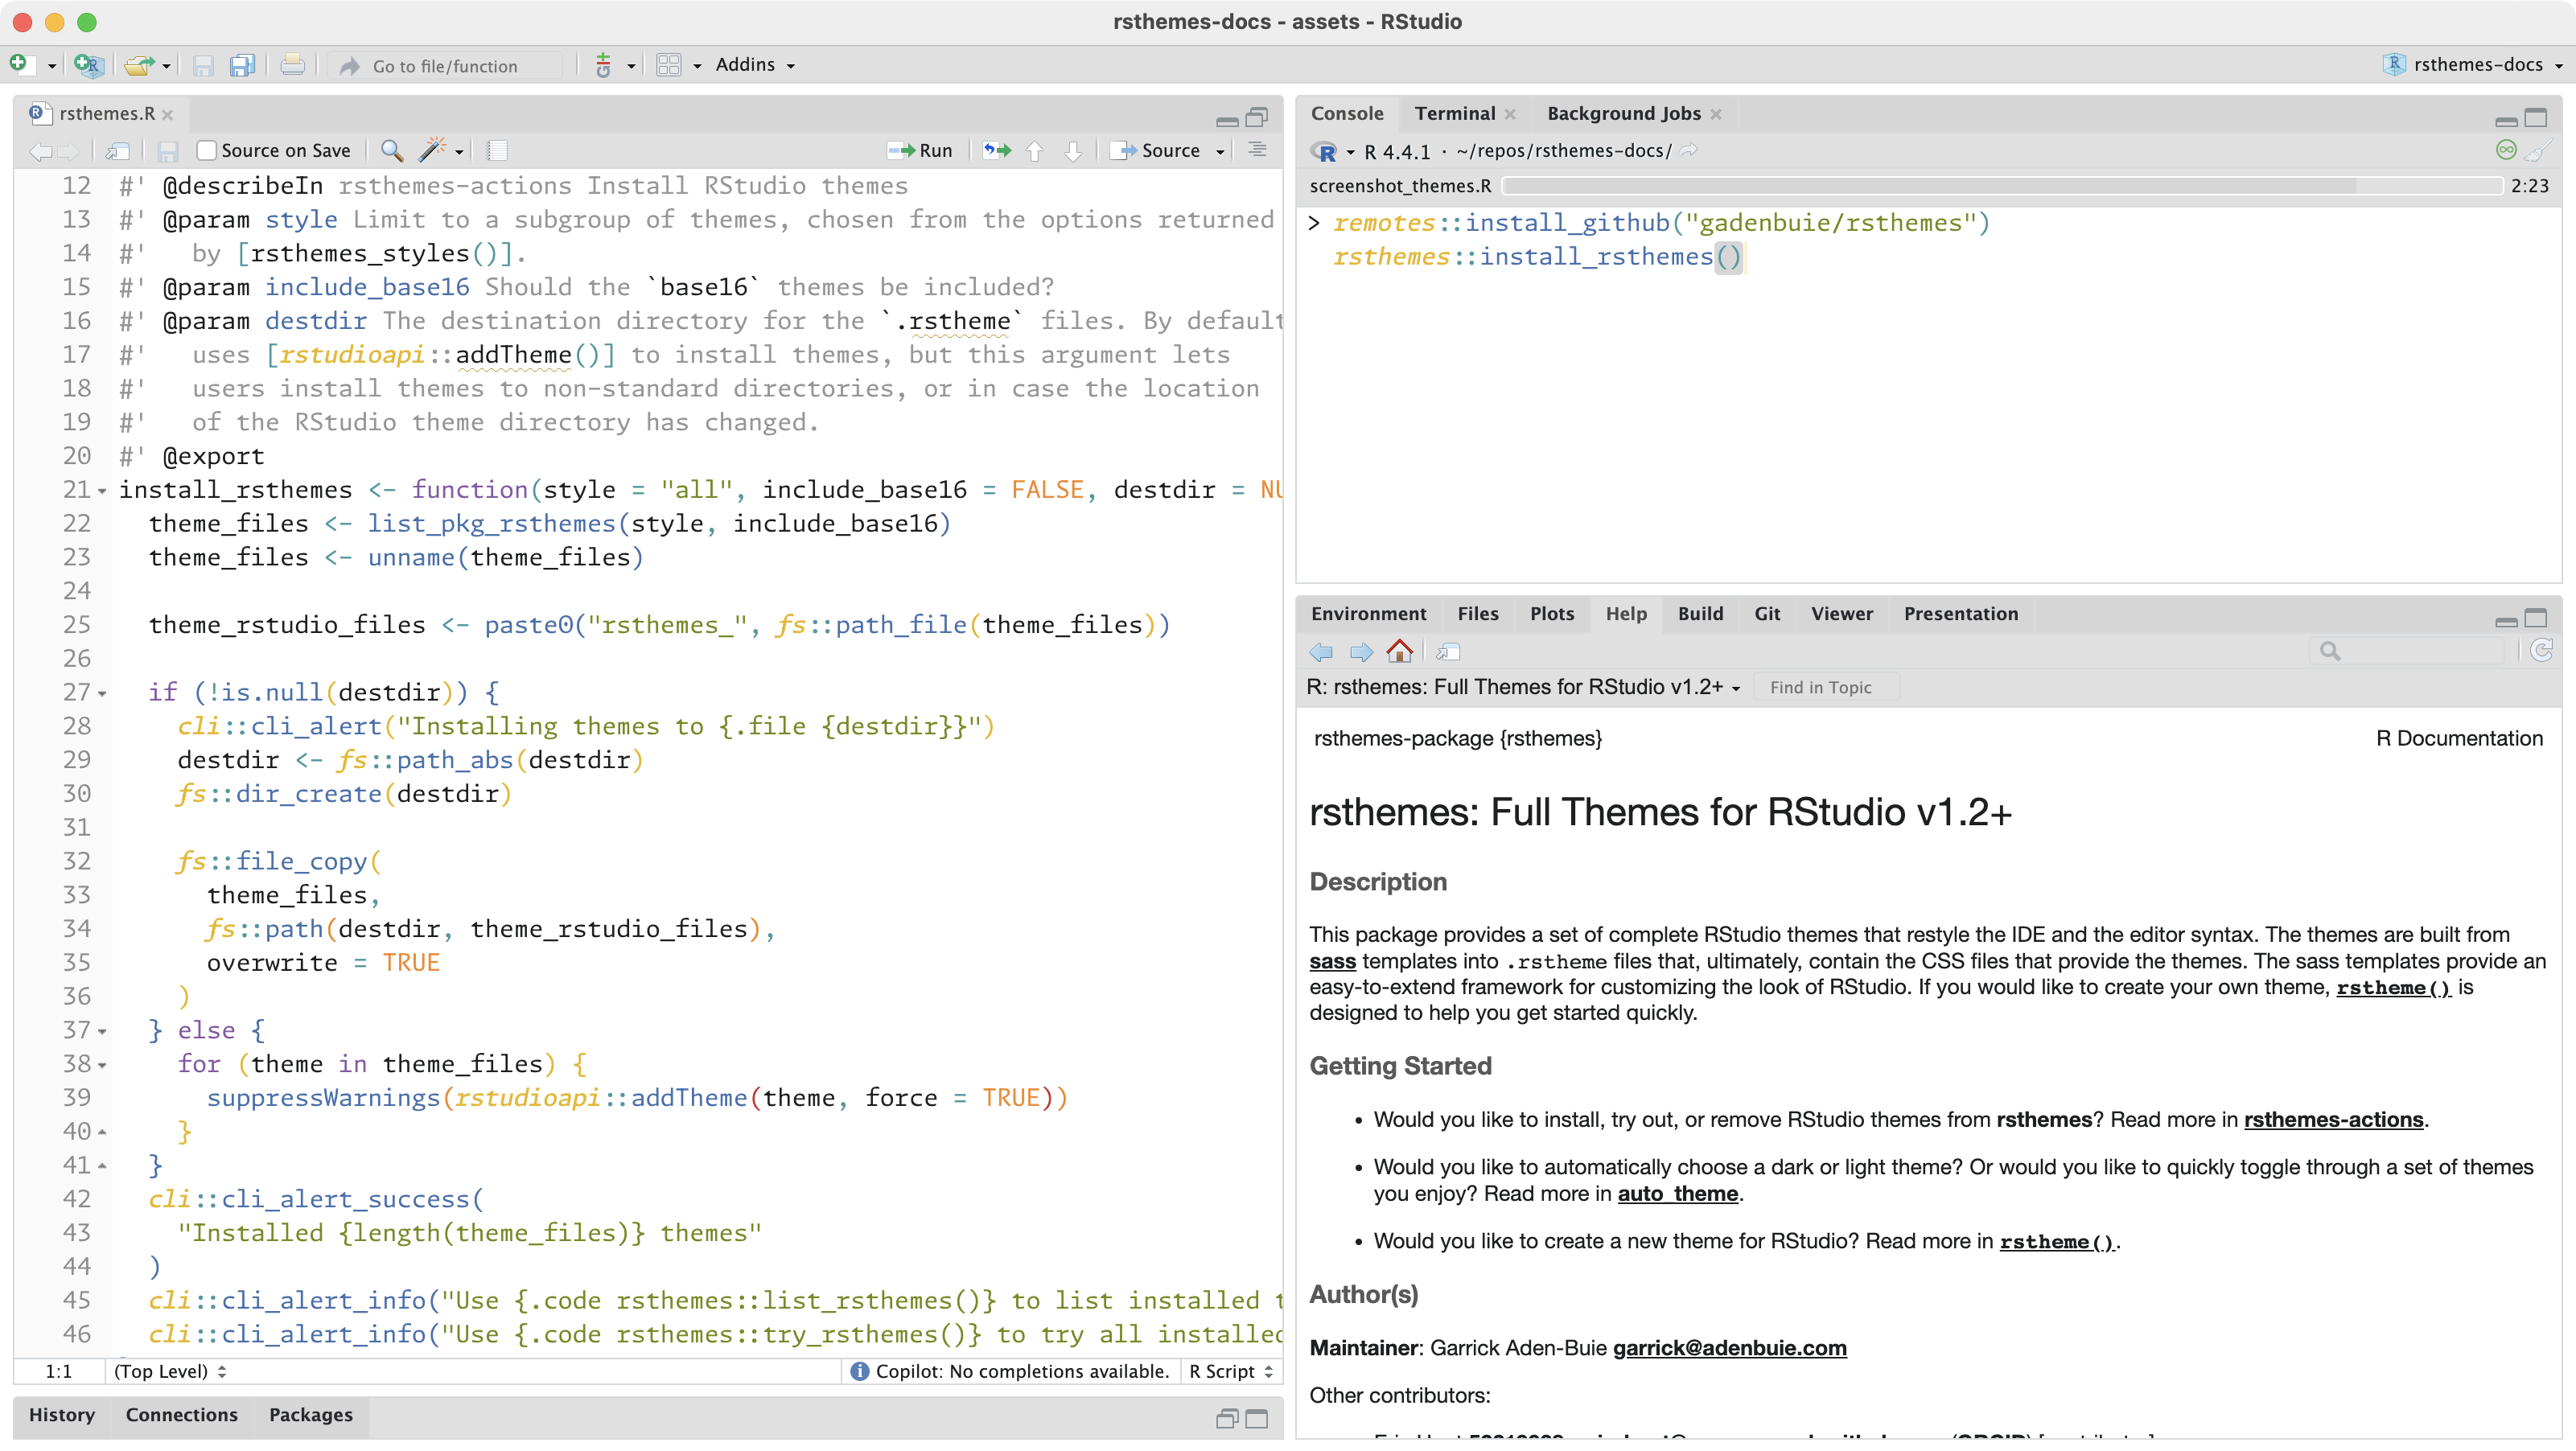 rsthemes-docs - assets - RStudio
Go to file/function
Addins
rsthemes-docs
rsthemes.R
Source on Save
Run
Source
12 #' @describeIn rsthemes-actions Install RStudio themes
13 #' @param style Limit to a subgroup of themes, chosen from the options returned
14 #'   by [rsthemes_styles()].
15 #' @param include_base16 Should the `base16` themes be included?
16 #' @param destdir The destination directory for the `.rstheme` files. By default
17 #'   uses [rstudioapi::addTheme()] to install themes, but this argument lets
18 #'   users install themes to non-standard directories, or in case the location
19 #'   of the RStudio theme directory has changed.
20 #' @export
21 install_rsthemes <- function(style = "all", include_base16 = FALSE, destdir = NU
22   theme_files <- list_pkg_rsthemes(style, include_base16)
23   theme_files <- unname(theme_files)
24
25   theme_rstudio_files <- paste0("rsthemes_", fs::path_file(theme_files))
26
27   if (!is.null(destdir)) {
28     cli::cli_alert("Installing themes to {.file {destdir}}")
29     destdir <- fs::path_abs(destdir)
30     fs::dir_create(destdir)
31
32     fs::file_copy(
33       theme_files,
34       fs::path(destdir, theme_rstudio_files),
35       overwrite = TRUE
36     )
37   } else {
38     for (theme in theme_files) {
39       suppressWarnings(rstudioapi::addTheme(theme, force = TRUE))
40     }
41   }
42   cli::cli_alert_success(
43     "Installed {length(theme_files)} themes"
44   )
45   cli::cli_alert_info("Use {.code rsthemes::list_rsthemes()} to list installed t
46   cli::cli_alert_info("Use {.code rsthemes::try_rsthemes()} to try all installed
1:1 (Top Level) Copilot: No completions available. R Script
History Connections Packages
Console Terminal Background Jobs
R 4.4.1 · ~/repos/rsthemes-docs/
screenshot_themes.R 2:23
> remotes::install_github("gadenbuie/rsthemes")
rsthemes::install_rsthemes()
Environment Files Plots Help Build Git Viewer Presentation
R: rsthemes: Full Themes for RStudio v1.2+ Find in Topic
rsthemes-package {rsthemes} R Documentation
rsthemes: Full Themes for RStudio v1.2+
Description
This package provides a set of complete RStudio themes that restyle the IDE and the editor syntax. The themes are built from
sass templates into .rstheme files that, ultimately, contain the CSS files that provide the themes. The sass templates provide an
easy-to-extend framework for customizing the look of RStudio. If you would like to create your own theme, rstheme() is
designed to help you get started quickly.
Getting Started
• Would you like to install, try out, or remove RStudio themes from rsthemes? Read more in rsthemes-actions.
• Would you like to automatically choose a dark or light theme? Or would you like to quickly toggle through a set of themes
you enjoy? Read more in auto_theme.
• Would you like to create a new theme for RStudio? Read more in rstheme().
Author(s)
Maintainer: Garrick Aden-Buie garrick@adenbuie.com
Other contributors: